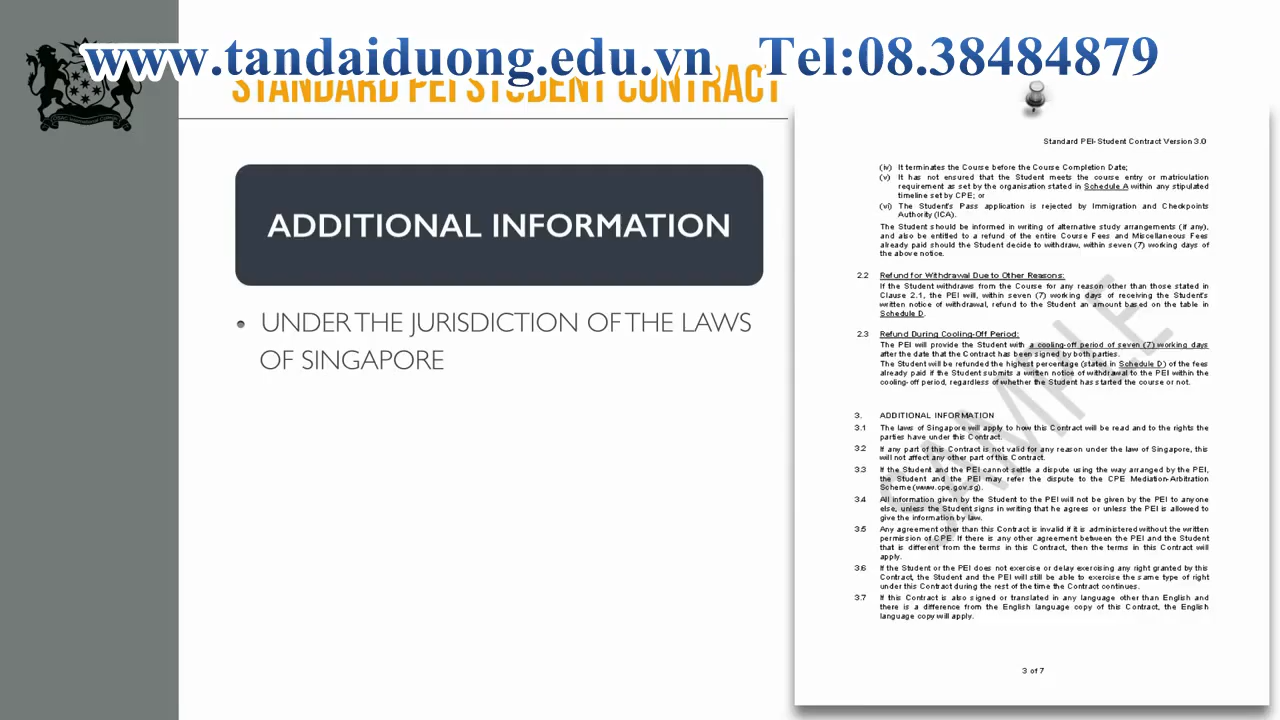 www.tandaiduong.edu.vn Tel:08.38484879
STANDARD PEI STUDENT CONTRACT
ADDITIONAL INFORMATION
• UNDER THE JURISDICTION OF THE LAWS
OF SINGAPORE
Standard PEI-Student Contract Version 3.0
(iv) It terminates the Course before the Course Completion Date;
(v) It has not ensured that the Student meets the course entry or matriculation
requirement as set by the organisation stated in Schedule A within any stipulated
timeline set by CPE; or
(vi) The Student's Pass application is rejected by Immigration and Checkpoints
Authority (ICA).
The Student should be informed in writing of alternative study arrangements (if any),
and also be entitled to a refund of the entire Course Fees and Miscellaneous Fees
already paid should the Student decide to withdraw, within seven (7) working days of
the above notice.
2.2 Refund for Withdrawal Due to Other Reasons:
If the Student withdraws from the Course for any reason other than those stated in
Clause 2.1, the PEI will, within seven (7) working days of receiving the Student's
written notice of withdrawal, refund to the Student an amount based on the table in
Schedule D.
2.3 Refund During Cooling-Off Period:
The PEI will provide the Student with a cooling-off period of seven (7) working days
after the date that the Contract has been signed by both parties.
The Student will be refunded the highest percentage (stated in Schedule D) of the fees
already paid if the Student submits a written notice of withdrawal to the PEI within the
cooling-off period, regardless of whether the Student has started the course or not.
3. ADDITIONAL INFORMATION
3.1 The laws of Singapore will apply to how this Contract will be read and to the rights the
parties have under this Contract.
3.2 If any part of this Contract is not valid for any reason under the law of Singapore, this
will not affect any other part of this Contract.
3.3 If the Student and the PEI cannot settle a dispute using the way arranged by the PEI,
the Student and the PEI may refer the dispute to the CPE Mediation-Arbitration
Scheme (www.cpe.gov.sg).
3.4 All information given by the Student to the PEI will not be given by the PEI to anyone
else, unless the Student signs in writing that he agrees or unless the PEI is allowed to
give the information by law.
3.5 Any agreement other than this Contract is invalid if it is administered without the written
permission of CPE. If there is any other agreement between the PEI and the Student
that is different from the terms in this Contract, then the terms in this Contract will
apply.
3.6 If the Student or the PEI does not exercise or delay exercising any right granted by this
Contract, the Student and the PEI will still be able to exercise the same type of right
under this Contract during the rest of the time the Contract continues.
3.7 If this Contract is also signed or translated in any language other than English and
there is a difference from the English language copy of this Contract, the English
language copy will apply.
SAMPLE
3 of 7